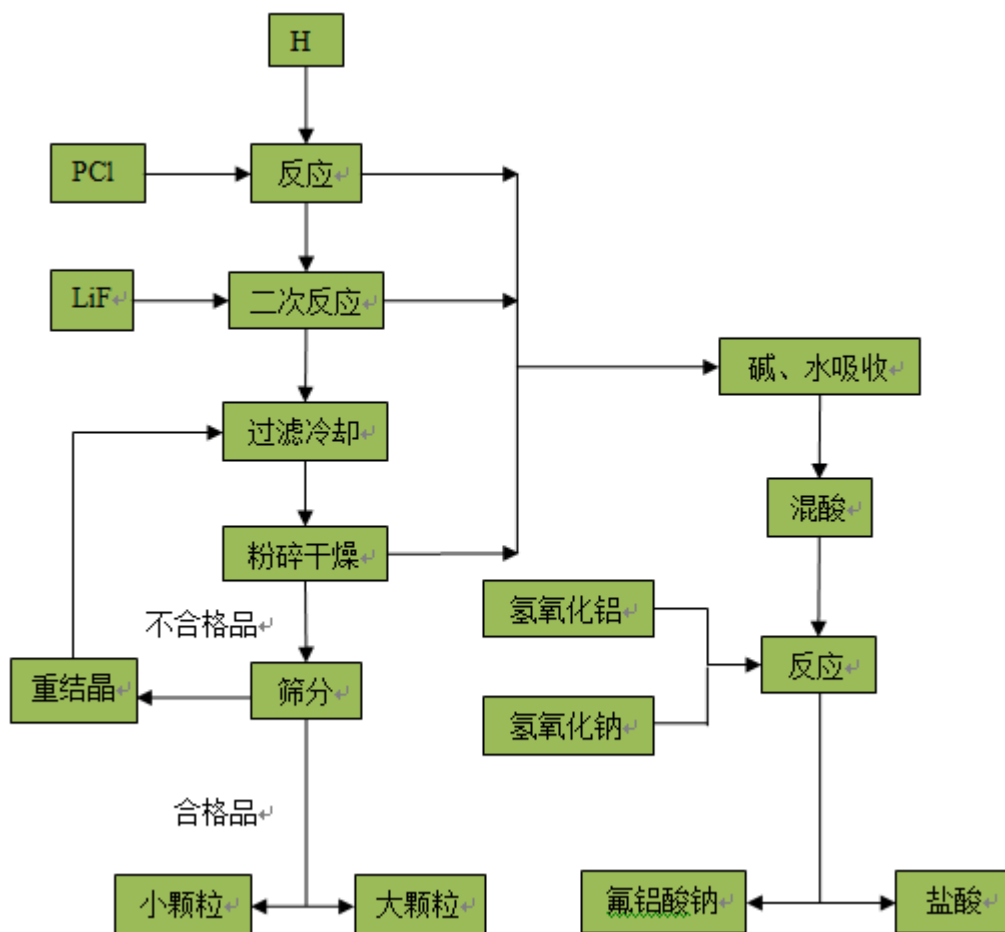 H
PCl
反应
LiF
二次反应
碱、水吸收
过滤冷却
混酸
粉碎干燥
氢氧化铝
不合格品
反应
重结晶
筛分
氢氧化钠
合格品
小颗粒
大颗粒
氟铝酸钠
盐酸